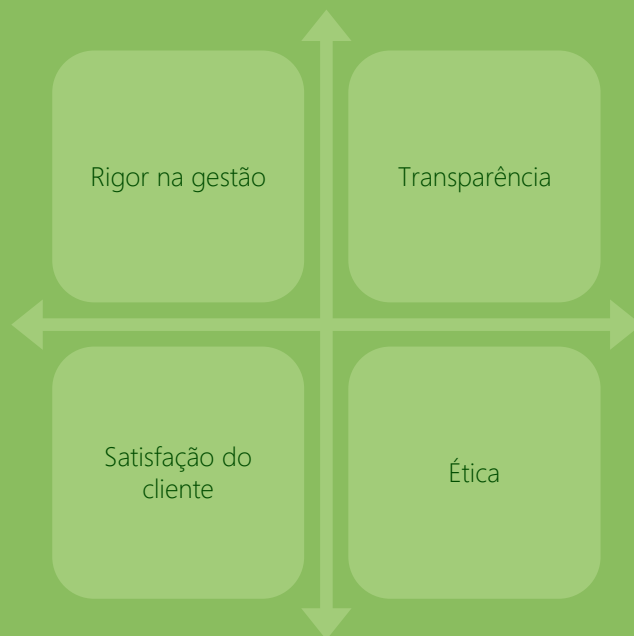 Rigor na gestão
Transparência
Satisfação do
cliente
Ética